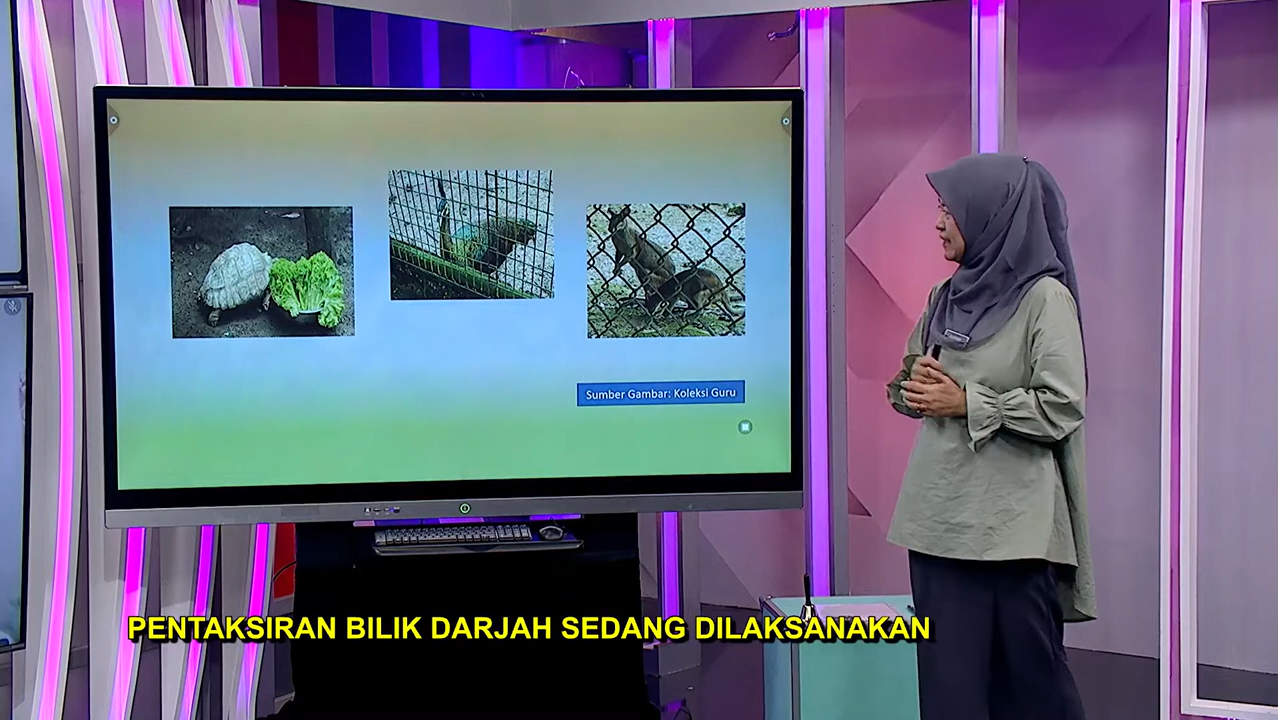 Sumber Gambar: Koleksi Guru
PENTAKSIRAN BILIK DARJAH SEDANG DILAKSANAKAN